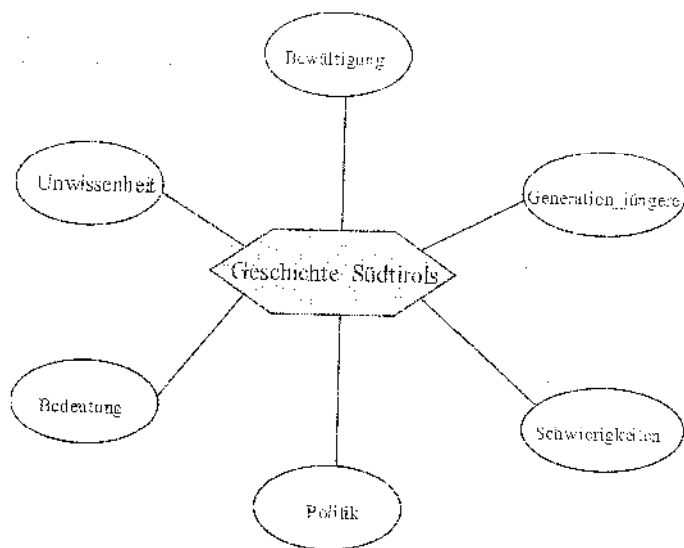 Bewältigung
Unwissenheit
Generation_jüngere
Geschichte Südtirols
Bedeutung
Schwierigkeiten
Politik